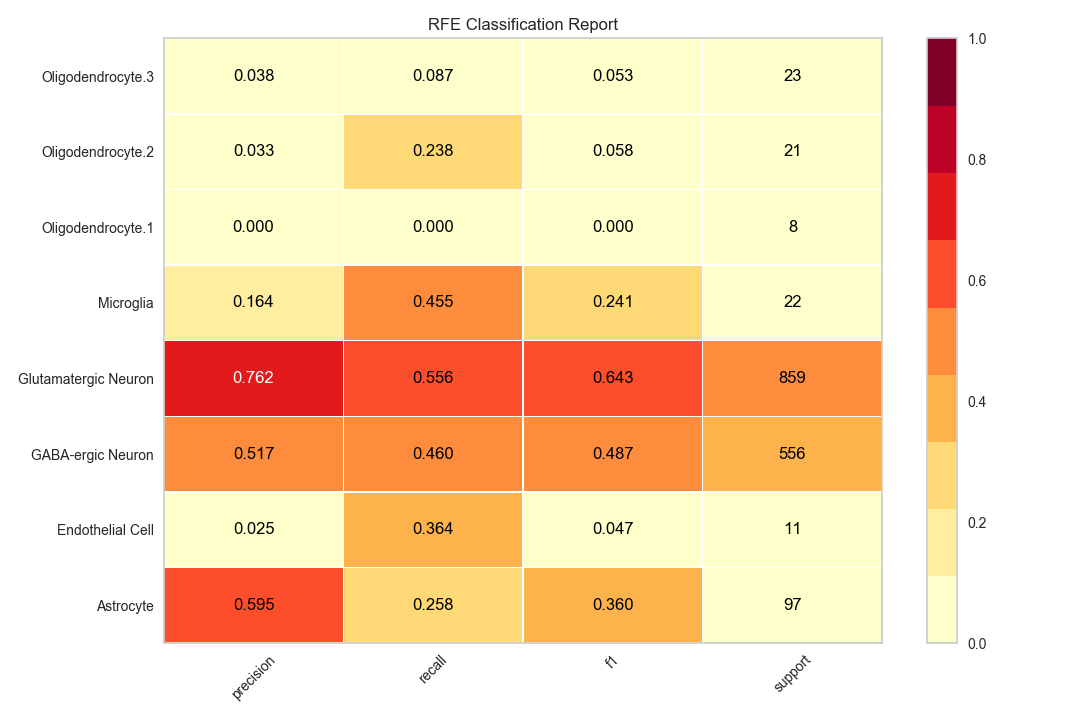 RFE Classification Report
Oligodendrocyte.3 0.038 0.087 0.053 23
Oligodendrocyte.2 0.033 0.238 0.058 21
Oligodendrocyte.1 0.000 0.000 0.000 8
Microglia 0.164 0.455 0.241 22
Glutamatergic Neuron 0.762 0.556 0.643 859
GABA-ergic Neuron 0.517 0.460 0.487 556
Endothelial Cell 0.025 0.364 0.047 11
Astrocyte 0.595 0.258 0.360 97
precision recall f1 support
1.0
0.8
0.6
0.4
0.2
0.0